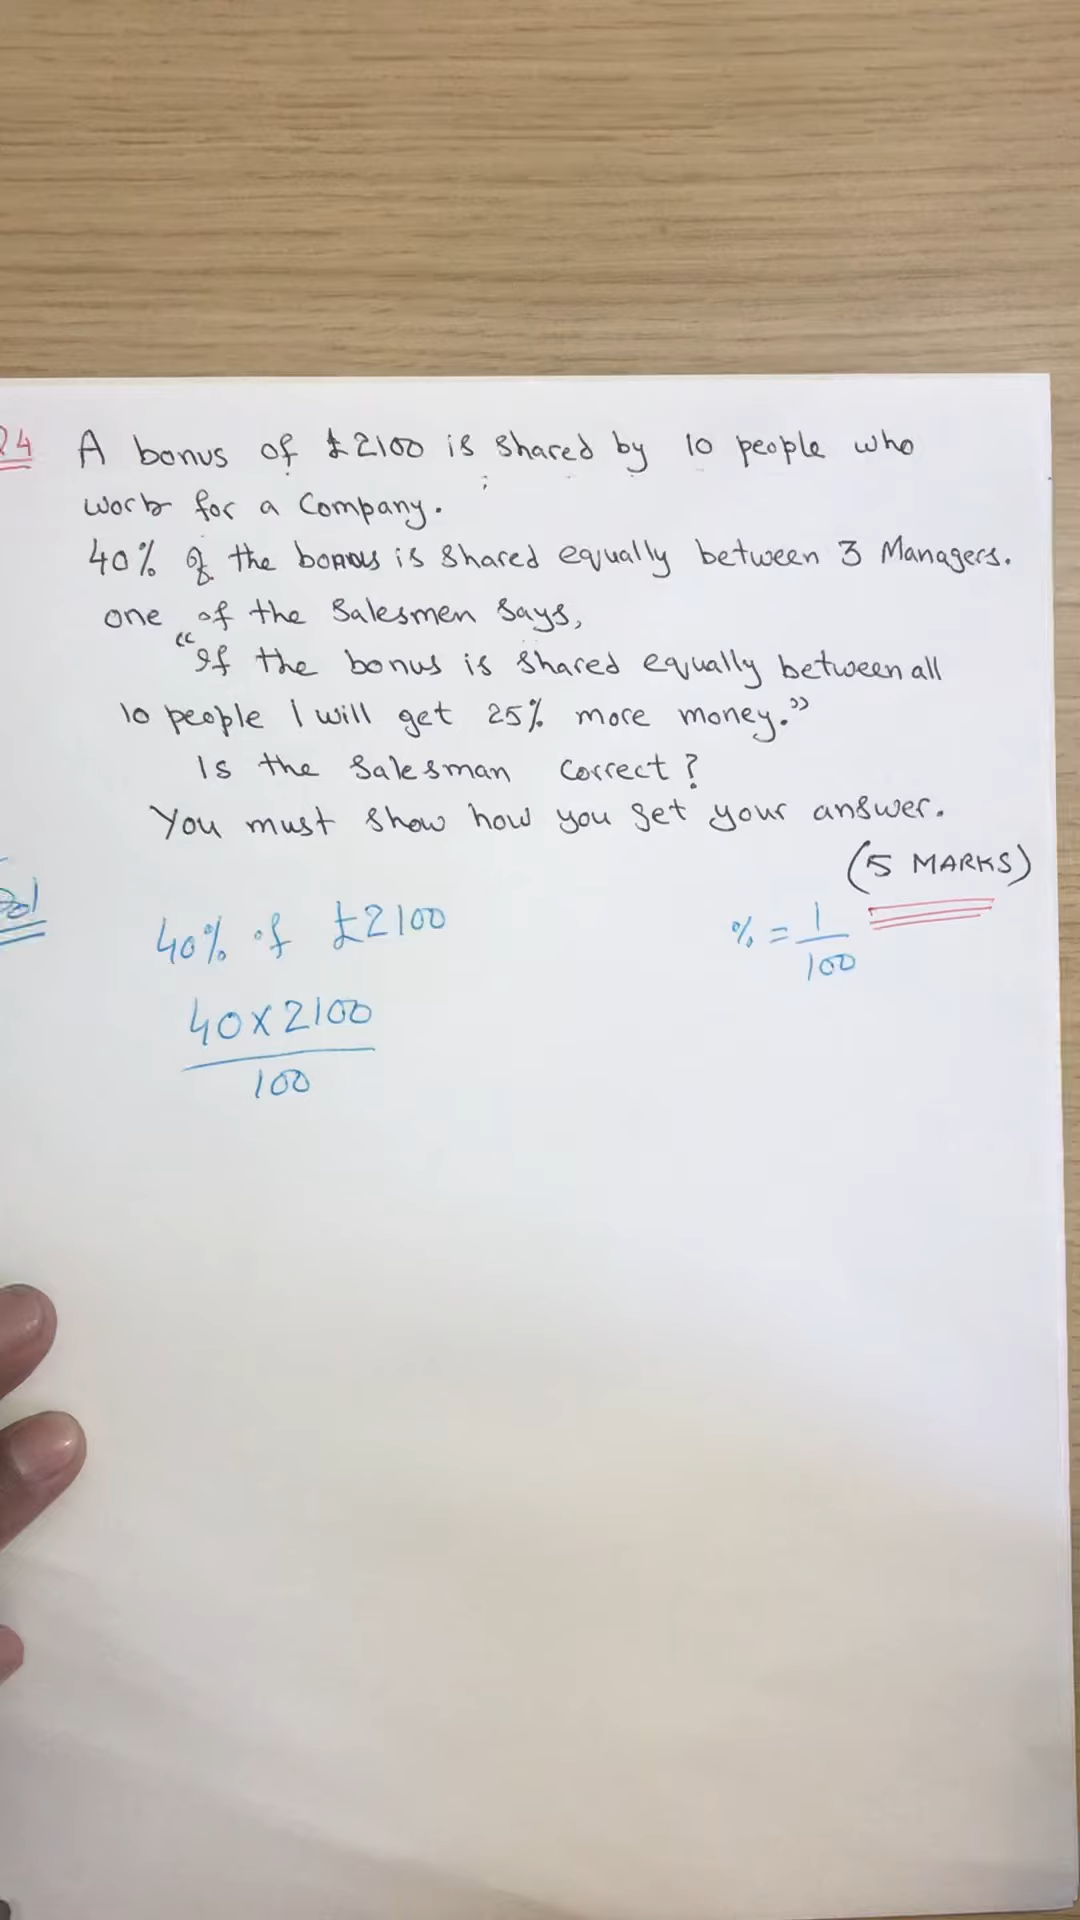 24 A bonus of £2100 is shared by 10 people who
work for a Company.
40% of the bonus is shared equally between 3 Managers.
one of the Salesmen says,
"If the bonus is shared equally between all
10 people I will get 25% more money."
Is the Salesman Correct?
You must show how you get your answer.
(5 MARKS)
Sol
40% of £2100
% = 1
100
40 x 2100
100